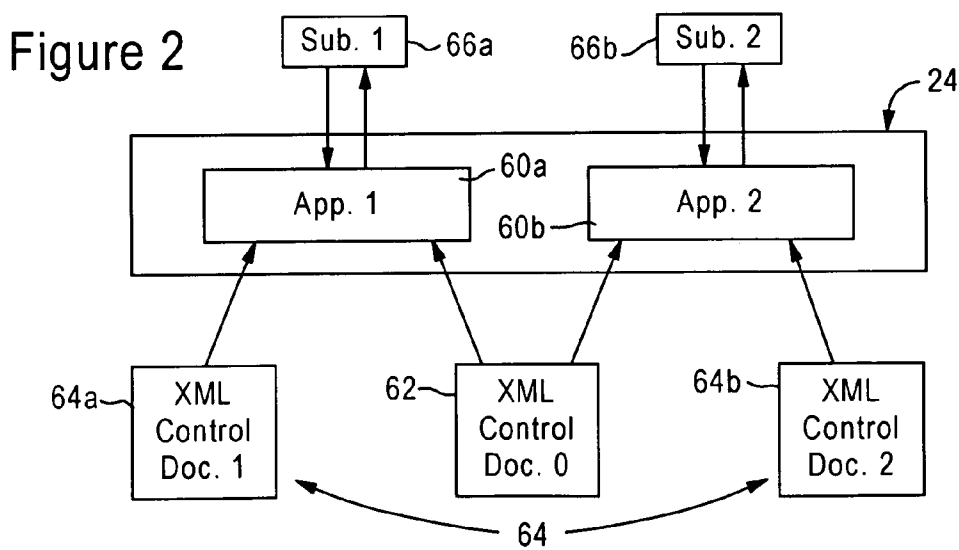 Figure 2
Sub. 1
66a
66b
Sub. 2
24
60a
App. 1
60b
App. 2
64a
XML
Control
Doc. 1
62
XML
Control
Doc. 0
64b
XML
Control
Doc. 2
64